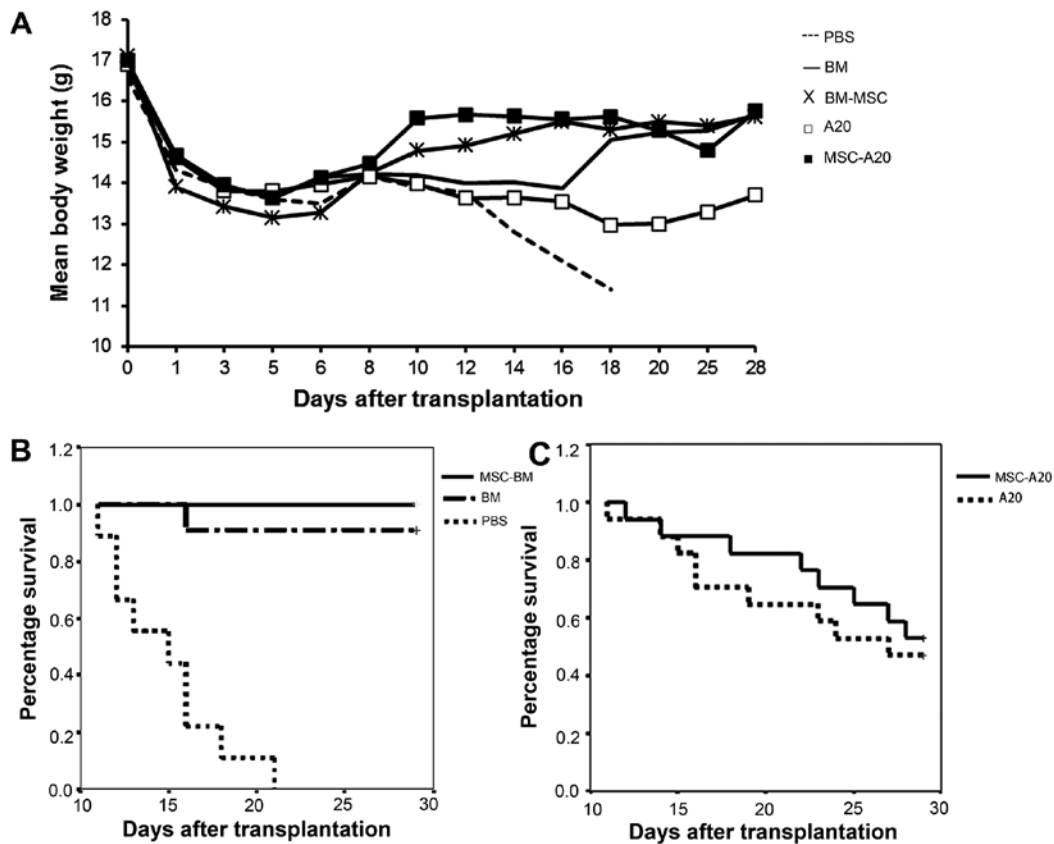 A
Mean body weight (g)
18
17
16
15
14
13
12
11
10
0 1 3 5 6 8 10 12 14 16 18 20 25 28
Days after transplantation
PBS
BM
BM-MSC
A20
MSC-A20
B
Percentage survival
1.2
1.0
0.8
0.6
0.4
0.2
0.0
10 15 20 25 30
Days after transplantation
MSC-BM
BM
PBS
C
Percentage survival
1.2
1.0
0.8
0.6
0.4
0.2
0.0
10 15 20 25 30
Days after transplantation
MSC-A20
A20